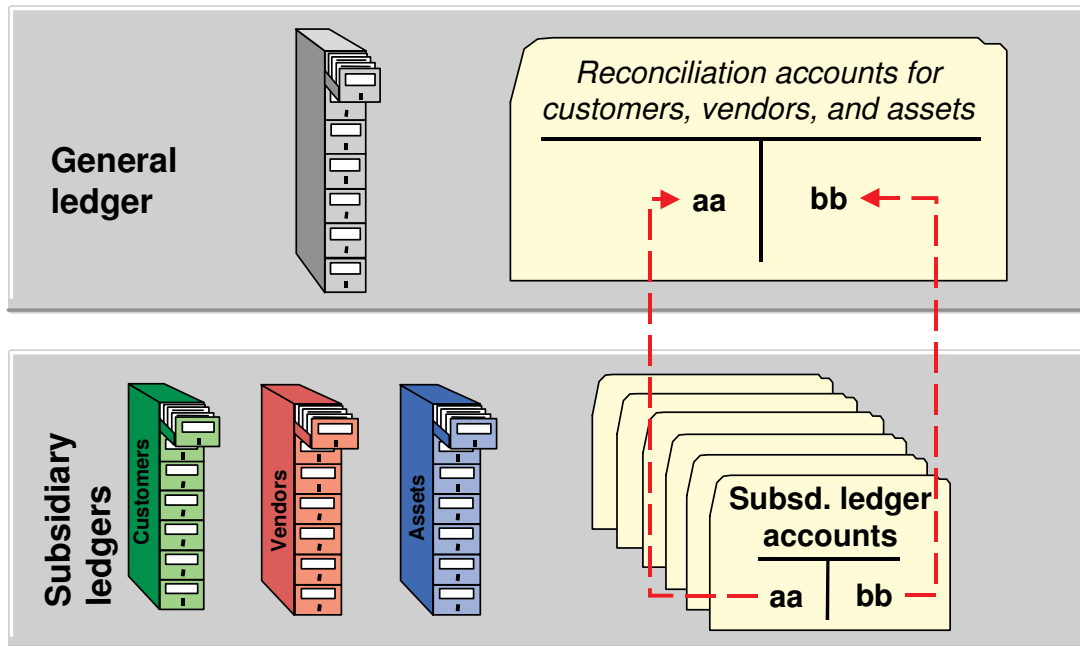 General
ledger
Reconciliation accounts for
customers, vendors, and assets
aa
bb
Subsidiary
ledgers
Customers
Vendors
Assets
Subsd. ledger
accounts
aa
bb